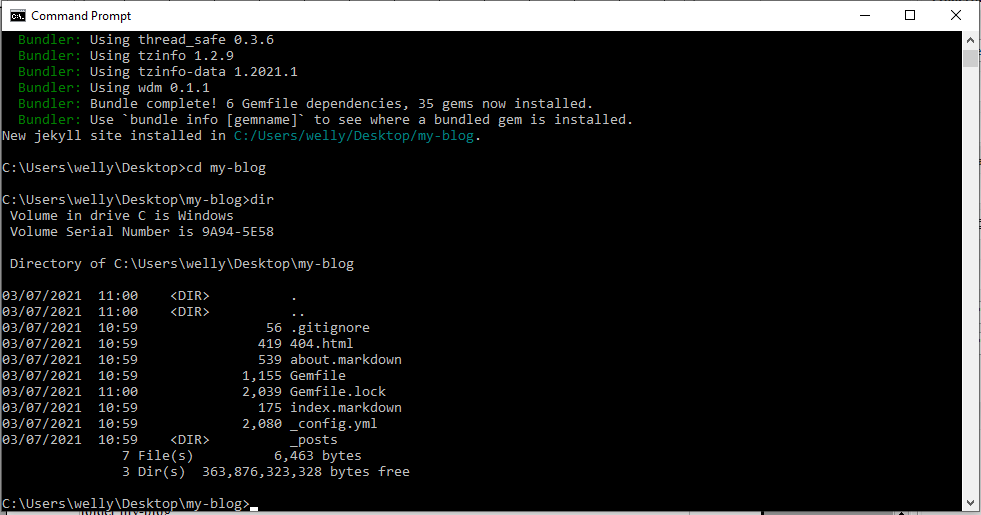 Command Prompt
Bundler: Using thread_safe 0.3.6
Bundler: Using tzinfo 1.2.9
Bundler: Using tzinfo-data 1.2021.1
Bundler: Using wdm 0.1.1
Bundler: Bundle complete! 6 Gemfile dependencies, 35 gems now installed.
Bundler: Use `bundle info [gemname]` to see where a bundled gem is installed.
New jekyll site installed in C:/Users/welly/Desktop/my-blog.
C:\Users\welly\Desktop>cd my-blog
C:\Users\welly\Desktop\my-blog>dir
Volume in drive C is Windows
Volume Serial Number is 9A94-5E58
Directory of C:\Users\welly\Desktop\my-blog
03/07/2021  11:00    <DIR>          .
03/07/2021  11:00    <DIR>          ..
03/07/2021  10:59                56 .gitignore
03/07/2021  10:59               419 404.html
03/07/2021  10:59               539 about.markdown
03/07/2021  10:59             1,155 Gemfile
03/07/2021  11:00             2,039 Gemfile.lock
03/07/2021  10:59               175 index.markdown
03/07/2021  10:59             2,080 _config.yml
03/07/2021  10:59    <DIR>          _posts
7 File(s)          6,463 bytes
3 Dir(s)  363,876,323,328 bytes free
C:\Users\welly\Desktop\my-blog>